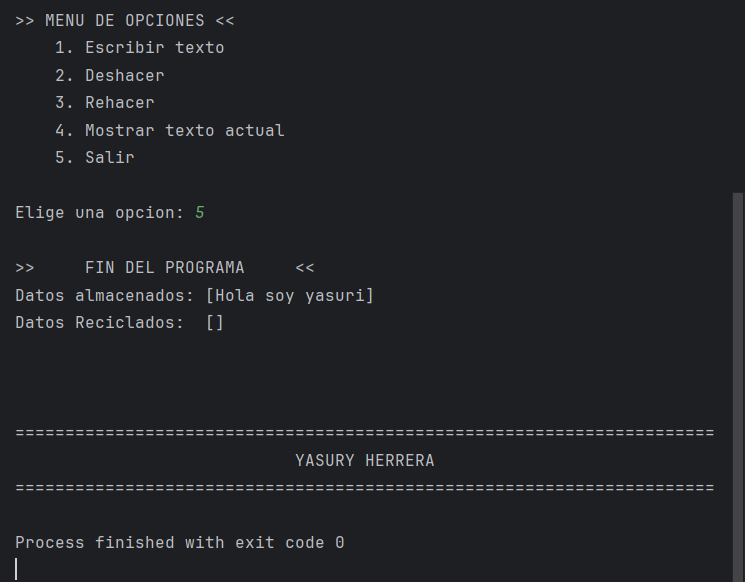 >> MENU DE OPCIONES <<
    1. Escribir texto
    2. Deshacer
    3. Rehacer
    4. Mostrar texto actual
    5. Salir
Elige una opcion: 5
>>     FIN DEL PROGRAMA     <<
Datos almacenados: [Hola soy yasuri]
Datos Reciclados:  []
======================================================================
                            YASURY HERRERA
======================================================================
Process finished with exit code 0